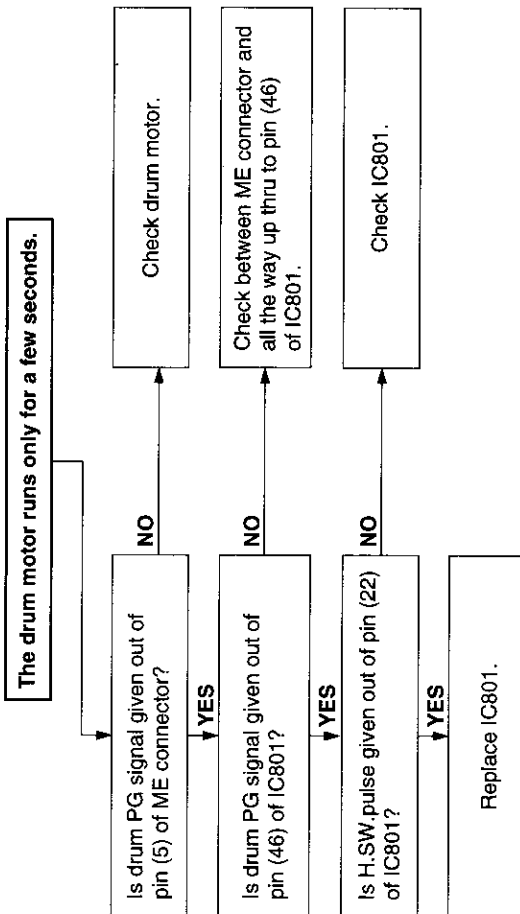 The drum motor runs only for a few seconds.
Is drum PG signal given out of
pin (5) of ME connector?
NO
Check drum motor.
YES
Is drum PG signal given out of
pin (46) of IC801?
NO
Check between ME connector and
all the way up thru to pin (46)
of IC801.
YES
Is H.SW.pulse given out of pin (22)
of IC801?
NO
Check IC801.
YES
Replace IC801.